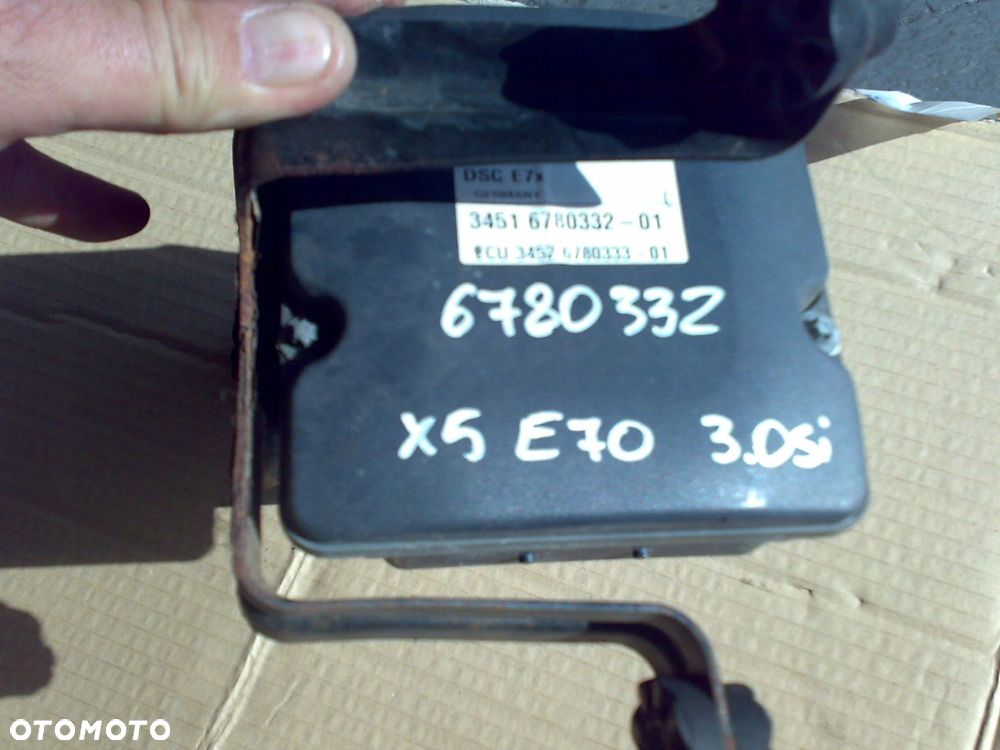 DSC E7x
GERMANY
3451 6780332-01
ECU 3452 6780333-01
6780332
X5 E70 3.0si
OTOMOTO